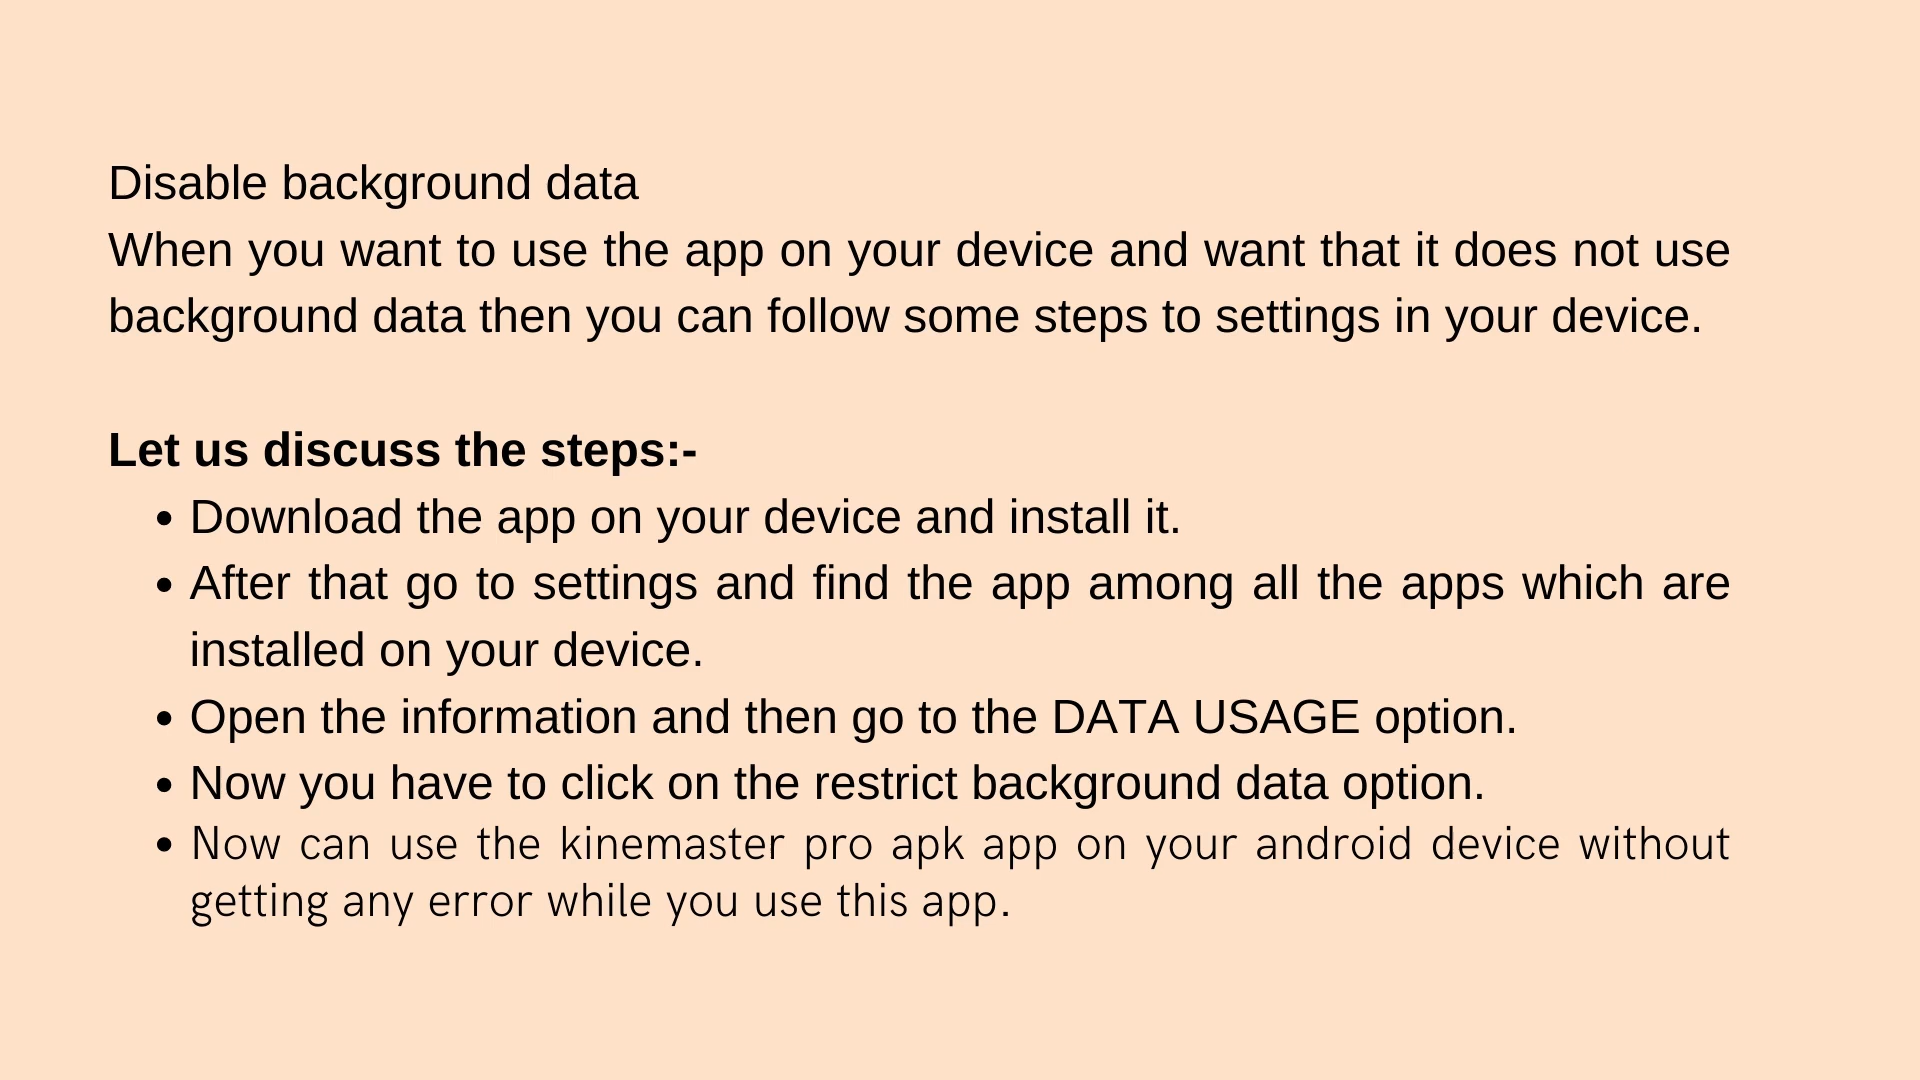 Disable background data
When you want to use the app on your device and want that it does not use
background data then you can follow some steps to settings in your device.
Let us discuss the steps:-
• Download the app on your device and install it.
• After that go to settings and find the app among all the apps which are
installed on your device.
• Open the information and then go to the DATA USAGE option.
• Now you have to click on the restrict background data option.
• Now can use the kinemaster pro apk app on your android device without
getting any error while you use this app.